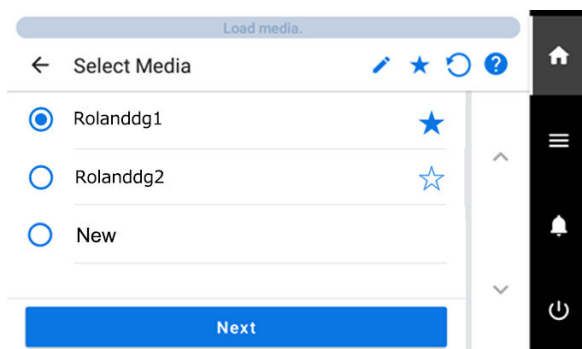 Load media.
Select Media
?
Rolanddg1
Rolanddg2
New
Next